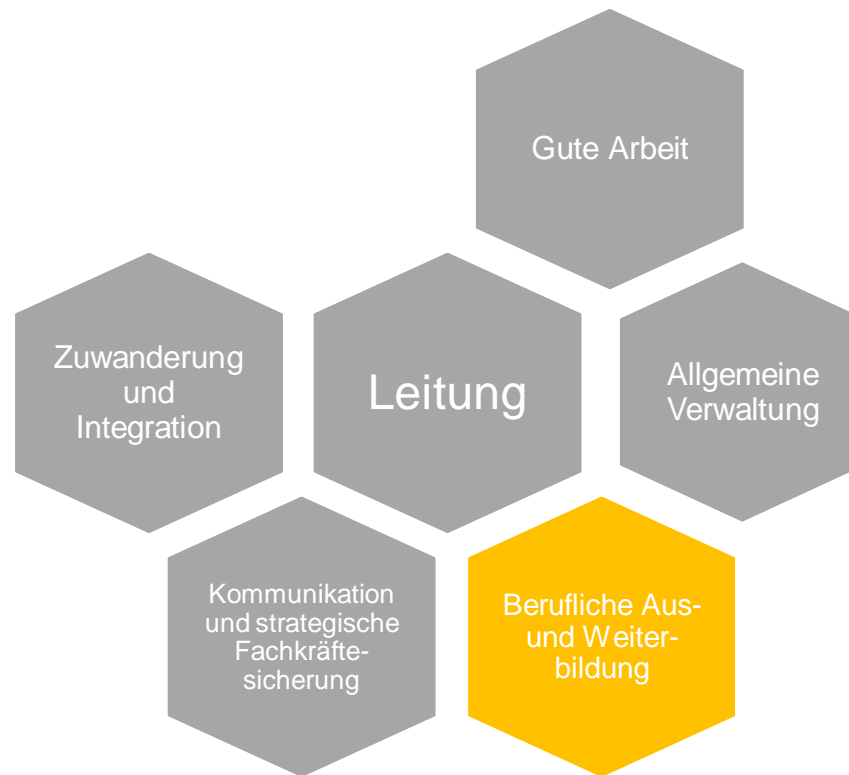 Gute Arbeit
Zuwanderung
und
Integration
Leitung
Allgemeine
Verwaltung
Kommunikation
und strategische
Fachkräfte-
sicherung
Berufliche Aus-
und Weiter-
bildung